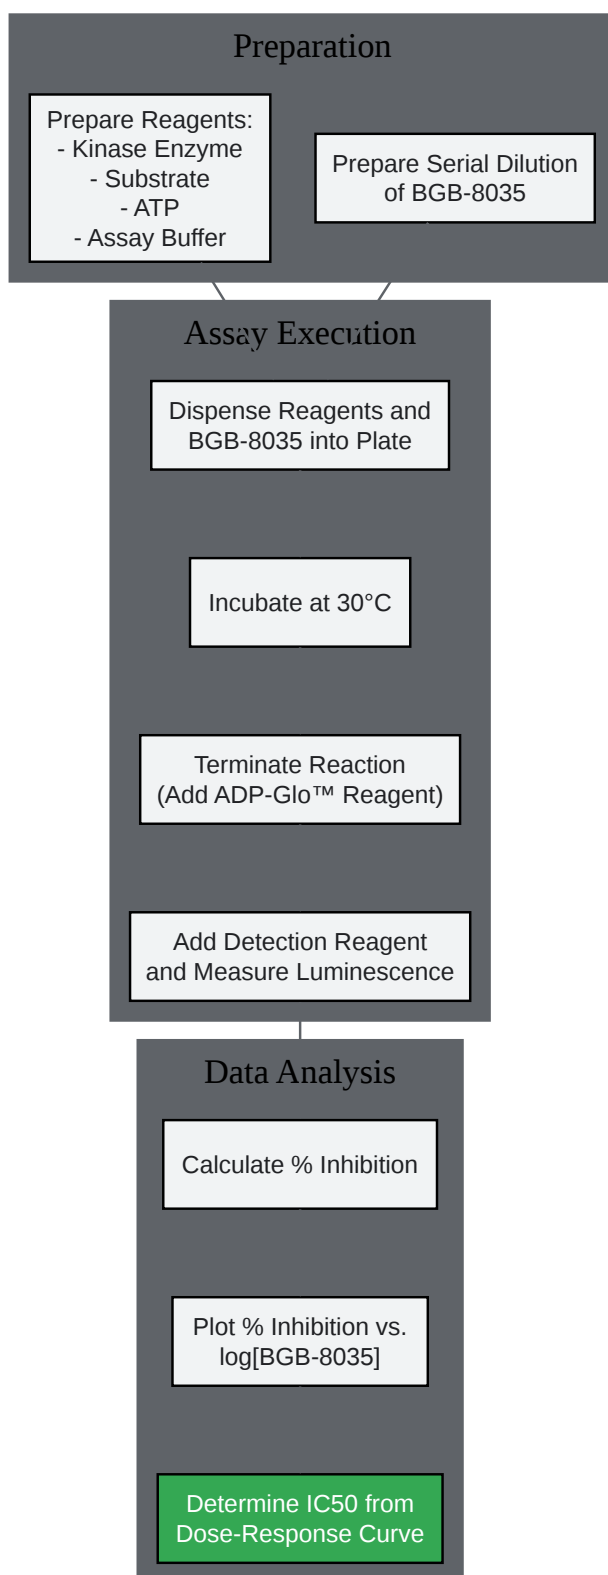 Preparation
Prepare Reagents:
- Kinase Enzyme
- Substrate
- ATP
- Assay Buffer
Prepare Serial Dilution
of BGB-8035
Assay Execution
Dispense Reagents and
BGB-8035 into Plate
Incubate at 30°C
Terminate Reaction
(Add ADP-Glo™ Reagent)
Add Detection Reagent
and Measure Luminescence
Data Analysis
Calculate % Inhibition
Plot % Inhibition vs.
log[BGB-8035]
Determine IC50 from
Dose-Response Curve